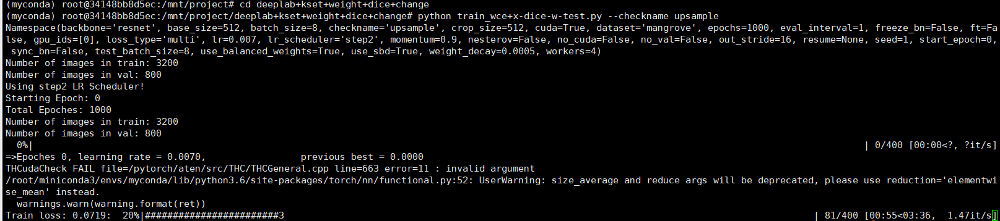 (myconda) root@34148bb8d5ec:/mnt/project# cd deeplab+kset+weight+dice+change
(myconda) root@34148bb8d5ec:/mnt/project/deeplab+kset+weight+dice+change# python train_wce+x-dice-w-test.py --checkname upsample
Namespace(backbone='resnet', base_size=512, batch_size=8, checkname='upsample', crop_size=512, cuda=True, dataset='mangrove', epochs=1000, eval_interval=1, freeze_bn=False, ft=Fa
lse, gpu_ids=[0], loss_type='multi', lr=0.007, lr_scheduler='step2', momentum=0.9, nesterov=False, no_cuda=False, no_val=False, out_stride=16, resume=None, seed=1, start_epoch=0,
 sync_bn=False, test_batch_size=8, use_balanced_weights=True, use_sbd=True, weight_decay=0.0005, workers=4)
Number of images in train: 3200
Number of images in val: 800
Using step2 LR Scheduler!
Starting Epoch: 0
Total Epoches: 1000
Number of images in train: 3200
Number of images in val: 800
  0%|                                                                                | 0/400 [00:00<?, ?it/s]
=>Epoches 0, learning rate = 0.0070,                 previous best = 0.0000
THCudaCheck FAIL file=/pytorch/aten/src/THC/THCGeneral.cpp line=663 error=11 : invalid argument
/root/miniconda3/envs/myconda/lib/python3.6/site-packages/torch/nn/functional.py:52: UserWarning: size_average and reduce args will be deprecated, please use reduction='elementwi
se_mean' instead.
  warnings.warn(warning.format(ret))
Train loss: 0.0719:  20%|########################3                                                | 81/400 [00:55<03:36,  1.47it/s]